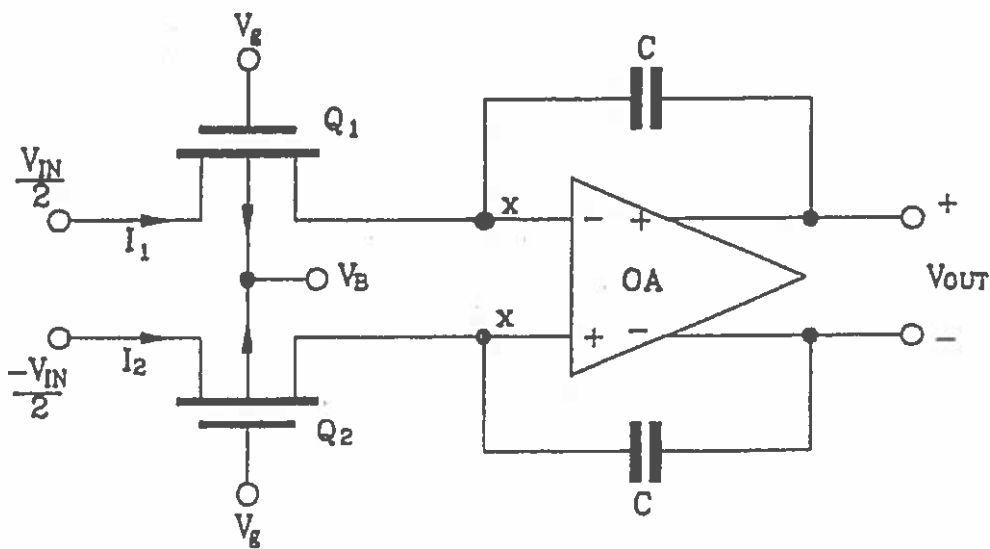 Vg
C
Q1
VIN/2
I1
x
- +
VB
OA
+
VOUT
-
x
+ -
I2
-VIN/2
Q2
C
Vg